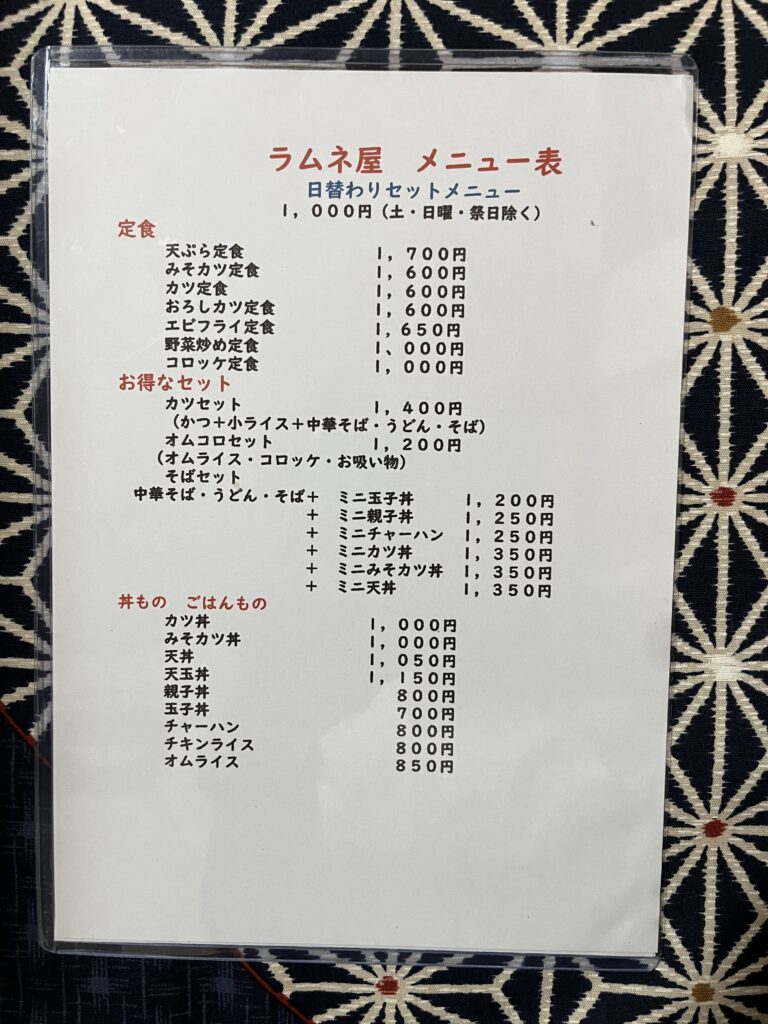 ラムネ屋　メニュー表
日替わりセットメニュー
１，０００円（土・日曜・祭日除く）
定食
天ぷら定食　１，７００円
みそカツ定食　１，６００円
カツ定食　１，６００円
おろしカツ定食　１，６００円
エビフライ定食　１，６５０円
野菜炒め定食　１、０００円
コロッケ定食　１，０００円
お得なセット
カツセット　１，４００円
（かつ＋小ライス＋中華そば・うどん・そば）
オムコロセット　１，２００円
（オムライス・コロッケ・お吸い物）
そばセット
中華そば・うどん・そば＋　ミニ玉子丼　１，２００円
＋　ミニ親子丼　１，２５０円
＋　ミニチャーハン　１，２５０円
＋　ミニカツ丼　１，３５０円
＋　ミニみそカツ丼　１，３５０円
＋　ミニ天丼　１，３５０円
丼もの　ごはんもの
カツ丼　１，０００円
みそカツ丼　１，０００円
天丼　１，０５０円
天玉丼　１，１５０円
親子丼　８００円
玉子丼　７００円
チャーハン　８００円
チキンライス　８００円
オムライス　８５０円